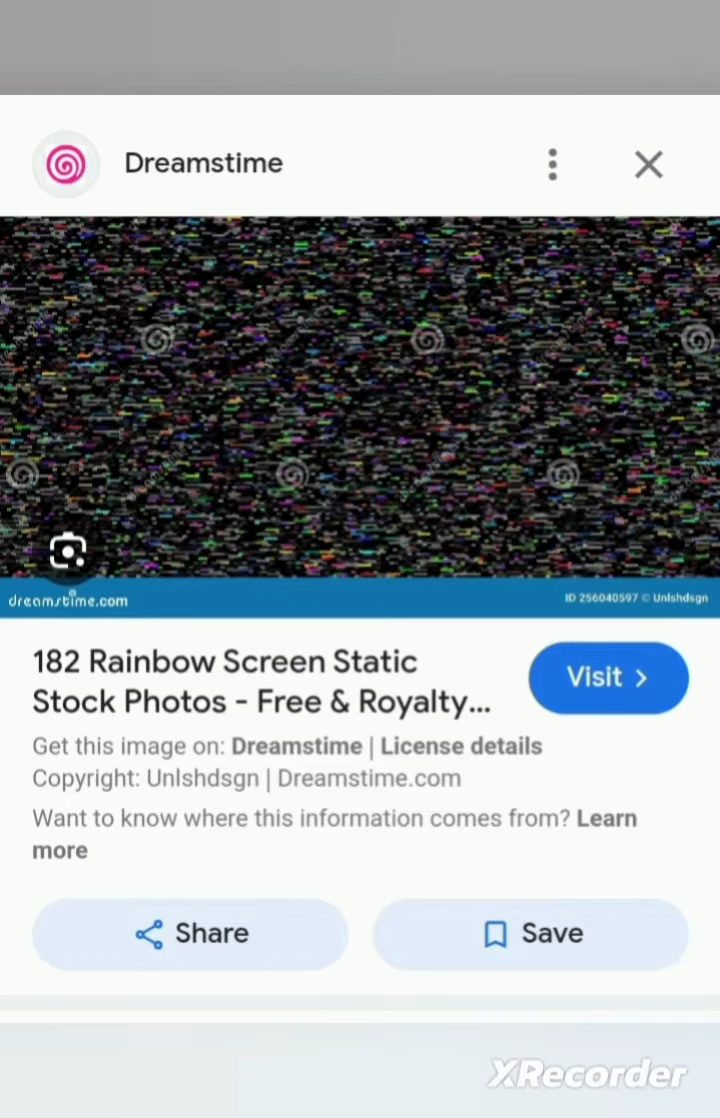 Dreamstime
dreamstime.com
ID 256040597 © Unlshdsgn
182 Rainbow Screen Static
Stock Photos - Free & Royalty...
Visit
Get this image on: Dreamstime | License details
Copyright: Unlshdsgn | Dreamstime.com
Want to know where this information comes from? Learn
more
Share
Save
XRecorder